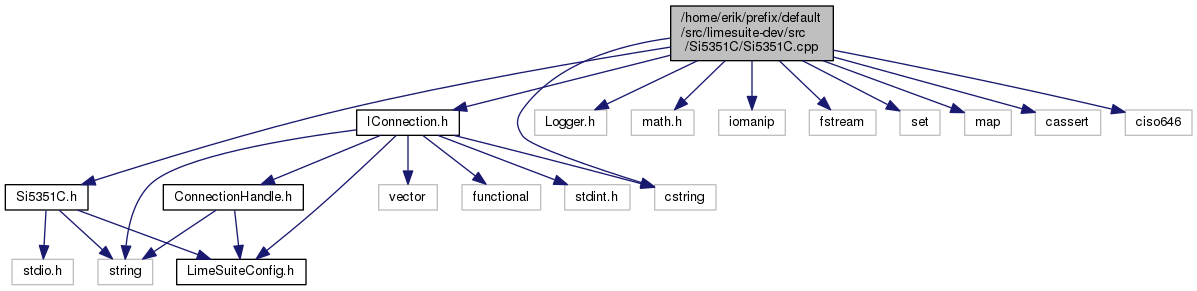 /home/erik/prefix/default
/src/limesuite-dev/src
/Si5351C/Si5351C.cpp
IConnection.h
Logger.h
math.h
iomanip
fstream
set
map
cassert
ciso646
Si5351C.h
ConnectionHandle.h
vector
functional
stdint.h
cstring
stdio.h
string
LimeSuiteConfig.h